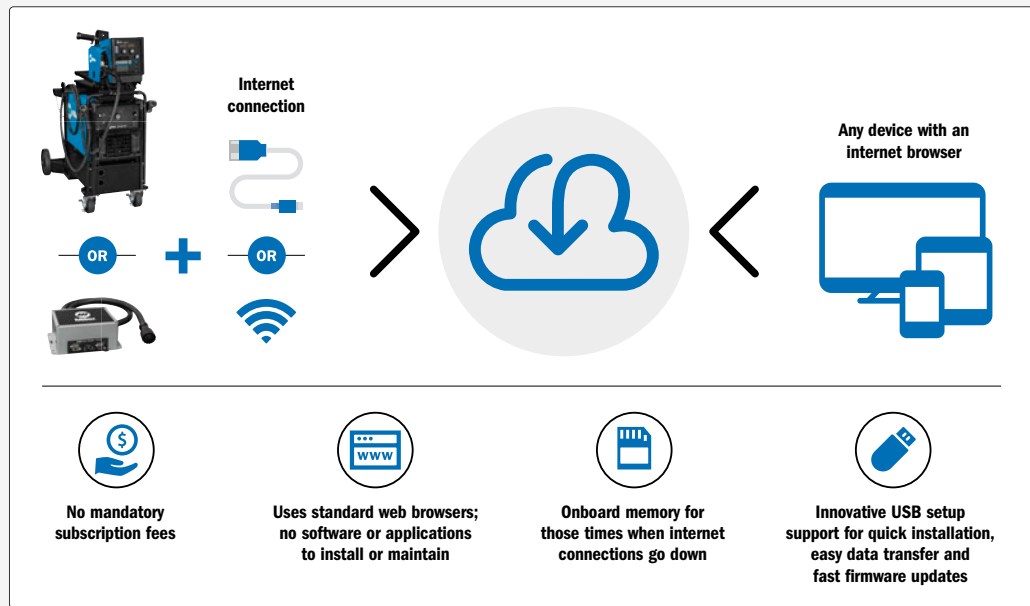 Internet
connection
Any device with an
internet browser
OR
OR
$
No mandatory
subscription fees
www
Uses standard web browsers;
no software or applications
to install or maintain
Onboard memory for
those times when internet
connections go down
Innovative USB setup
support for quick installation,
easy data transfer and
fast firmware updates